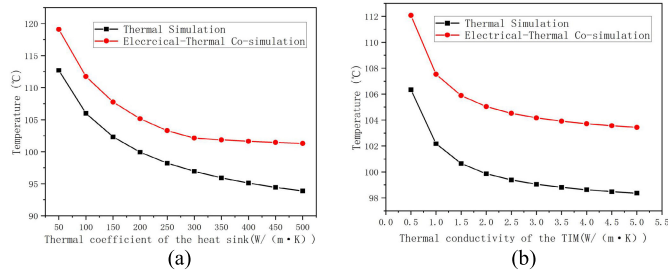 120
115
110
105
100
95
90
Temperature (℃)
Thermal Simulation
Elecreical-Thermal Co-simulation
50 100 150 200 250 300 350 400 450 500
Thermal coefficient of the heat sink(W/ (m·K) )
(a)
112
110
108
106
104
102
100
98
Temperature (℃)
Thermal Simulation
Electrical-Thermal Co-simulation
0.0 0.5 1.0 1.5 2.0 2.5 3.0 3.5 4.0 4.5 5.0 5.5
Thermal conductivity of the TIM(W/ (m·K) )
(b)